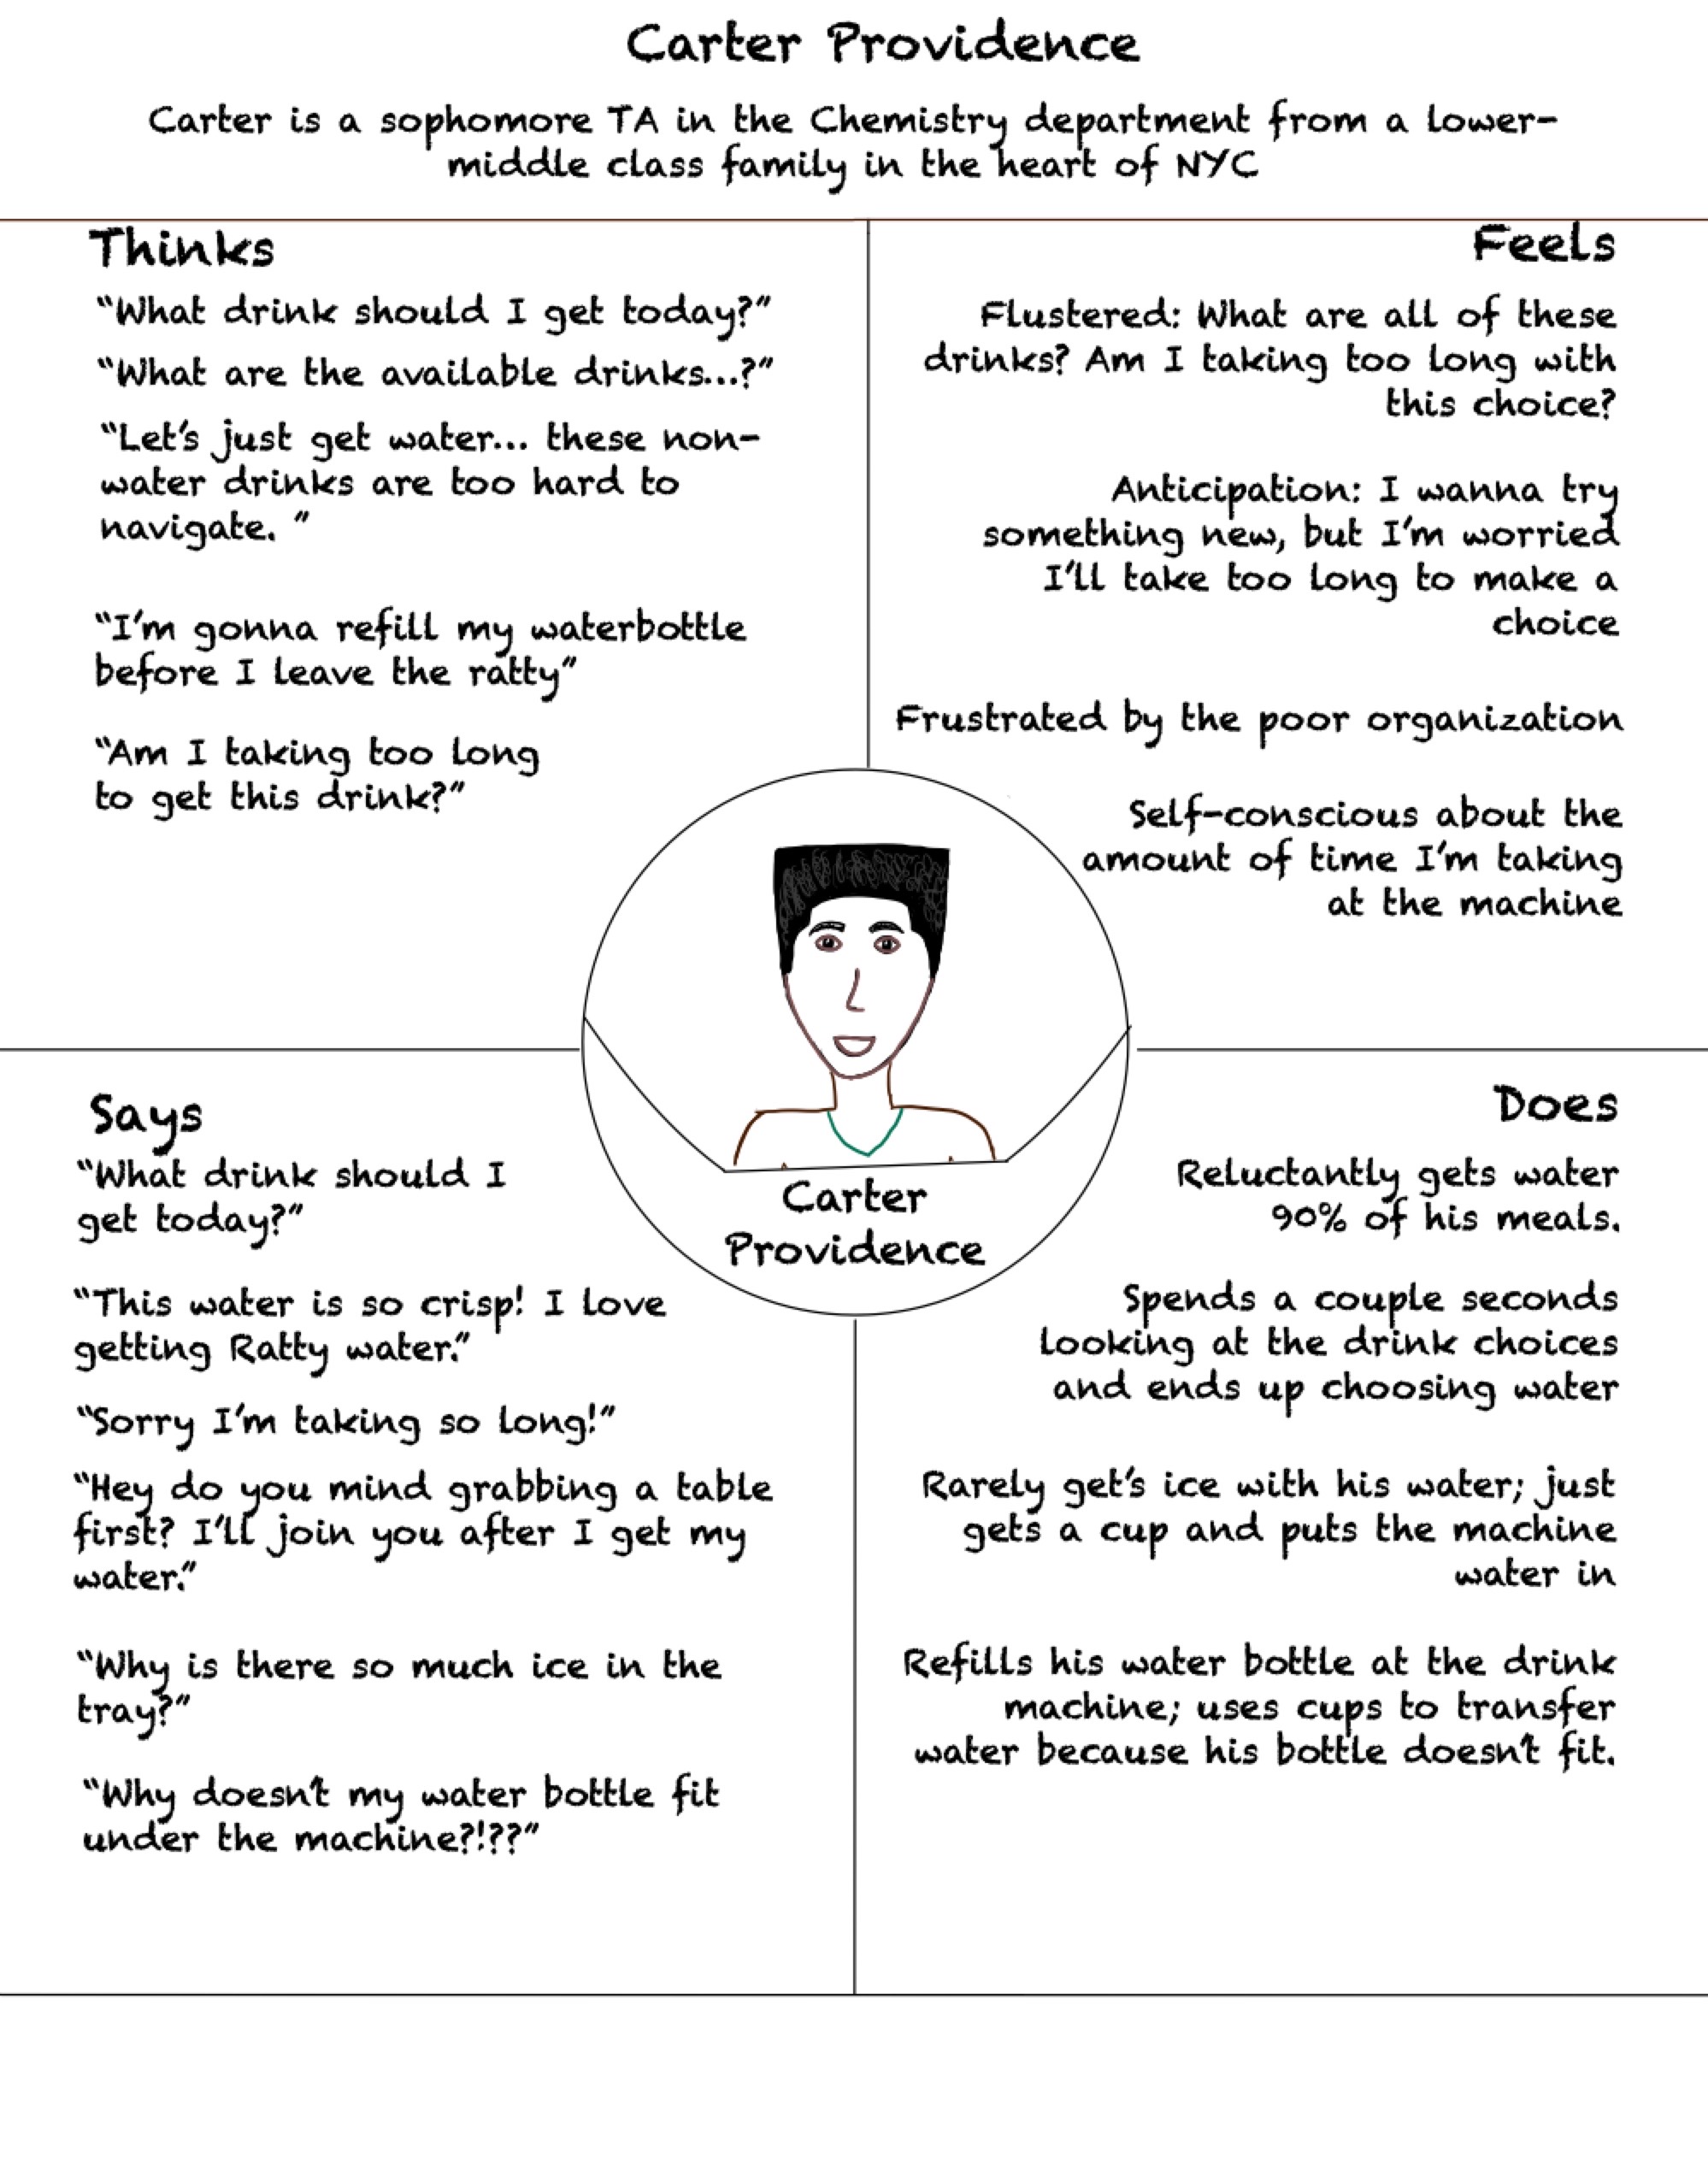 Carter Providence
Carter is a sophomore TA in the Chemistry department from a lower-
middle class family in the heart of NYC
Thinks
“What drink should I get today?”
“What are the available drinks...?”
“Let’s just get water... these non-
water drinks are too hard to
navigate. ”
“I’m gonna refill my waterbottle
before I leave the ratty”
“Am I taking too long
to get this drink?”
Feels
Flustered: What are all of these
drinks? Am I taking too long with
this choice?
Anticipation: I wanna try
something new, but I’m worried
I’ll take too long to make a
choice
Frustrated by the poor organization
Self-conscious about the
amount of time I’m taking
at the machine
Carter
Providence
Says
“What drink should I
get today?”
“This water is so crisp! I love
getting Ratty water.”
“Sorry I’m taking so long!”
“Hey do you mind grabbing a table
first? I’ll join you after I get my
water.”
“Why is there so much ice in the
tray?”
“Why doesn’t my water bottle fit
under the machine?!??”
Does
Reluctantly gets water
90% of his meals.
Spends a couple seconds
looking at the drink choices
and ends up choosing water
Rarely get’s ice with his water; just
gets a cup and puts the machine
water in
Refills his water bottle at the drink
machine; uses cups to transfer
water because his bottle doesn’t fit.